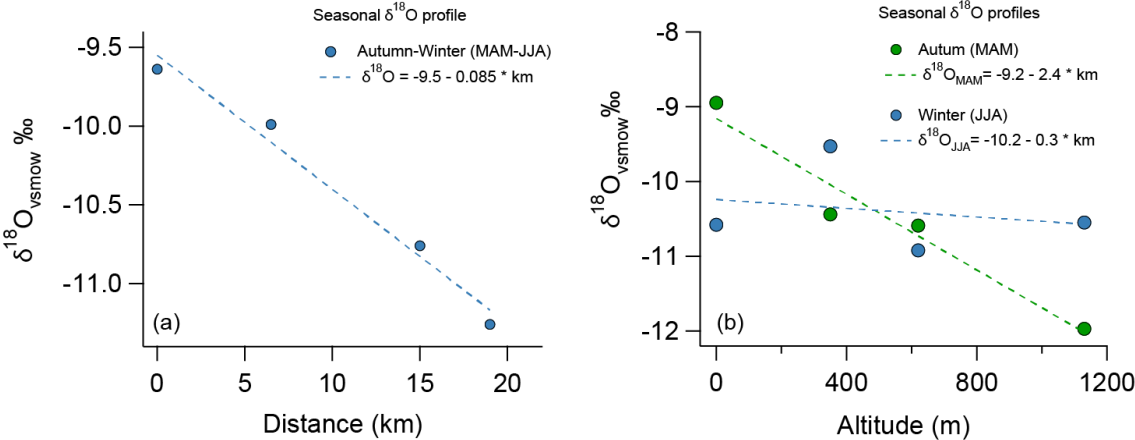 Seasonal δ¹⁸O profile
Autumn-Winter (MAM-JJA)
δ¹⁸O = -9.5 - 0.085 * km
δ¹⁸Ovsmow ‰
-9.5
-10.0
-10.5
-11.0
(a)
0
5
10
15
20
Distance (km)
Seasonal δ¹⁸O profiles
Autum (MAM)
δ¹⁸OMAM= -9.2 - 2.4 * km
Winter (JJA)
δ¹⁸OJJA= -10.2 - 0.3 * km
δ¹⁸Ovsmow‰
-8
-9
-10
-11
-12
(b)
0
400
800
1200
Altitude (m)